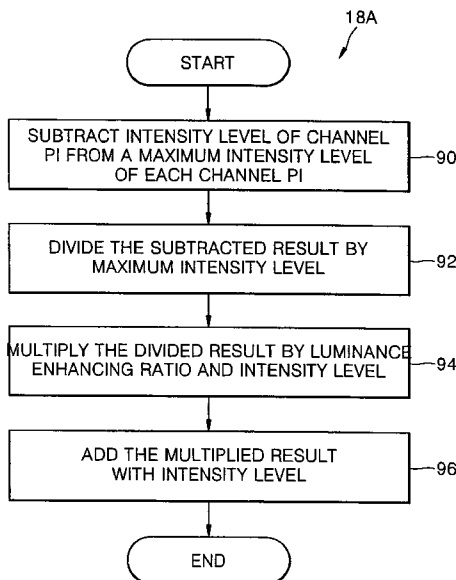 18A
START
SUBTRACT INTENSITY LEVEL OF CHANNEL
PI FROM A MAXIMUM INTENSITY LEVEL
OF EACH CHANNEL PI
90
DIVIDE THE SUBTRACTED RESULT BY
MAXIMUM INTENSITY LEVEL
92
MULTIPLY THE DIVIDED RESULT BY LUMINANCE
ENHANCING RATIO AND INTENSITY LEVEL
94
ADD THE MULTIPLIED RESULT
WITH INTENSITY LEVEL
96
END